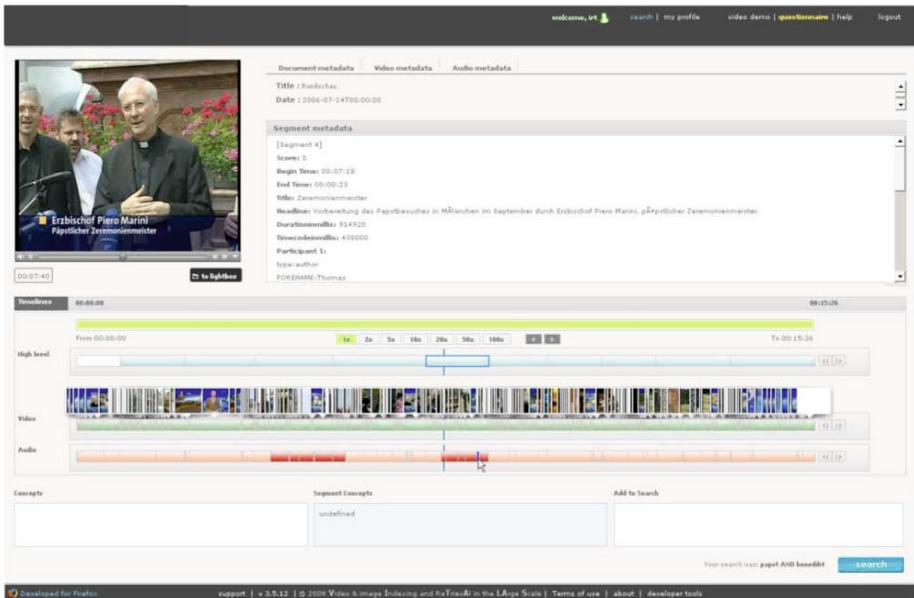 welcome, irt search | my profile video demo | questionnaire | help logout
Document metadata Video metadata Audio metadata
Title : Rundschau
Date : 2006-07-14T00:00:00
Segment metadata
[Segment 4]
Score: 0
Begin Time: 00:07:18
End Time: 00:08:23
Title: Zeremonienmeister
Headline: Vorbereitung des Papstbesuches in München im September durch Erzbischof Piero Marini, päpstlicher Zeremonienmeister.
Durationinmillis: 914920
Timecodeinmillis: 438000
Participant 1:
type: author
FORENAME: Thomas
Erzbischof Piero Marini
Päpstlicher Zeremonienmeister
00:07:40 to lightbox
Timelines 00:00:00 00:15:26
From 00:00:00 1x 2x 5x 10x 20x 50x 100x < > To 00:15:26
High level
Video
Audio
Concepts Segment Concepts Add to Search
undefined
Your search was: papst AND benedikt search
Developed for Firefox support | v 3.5.12 | © 2008 Video & image Indexing and ReTrievAl in the LArge Scale | Terms of use | about | developer tools